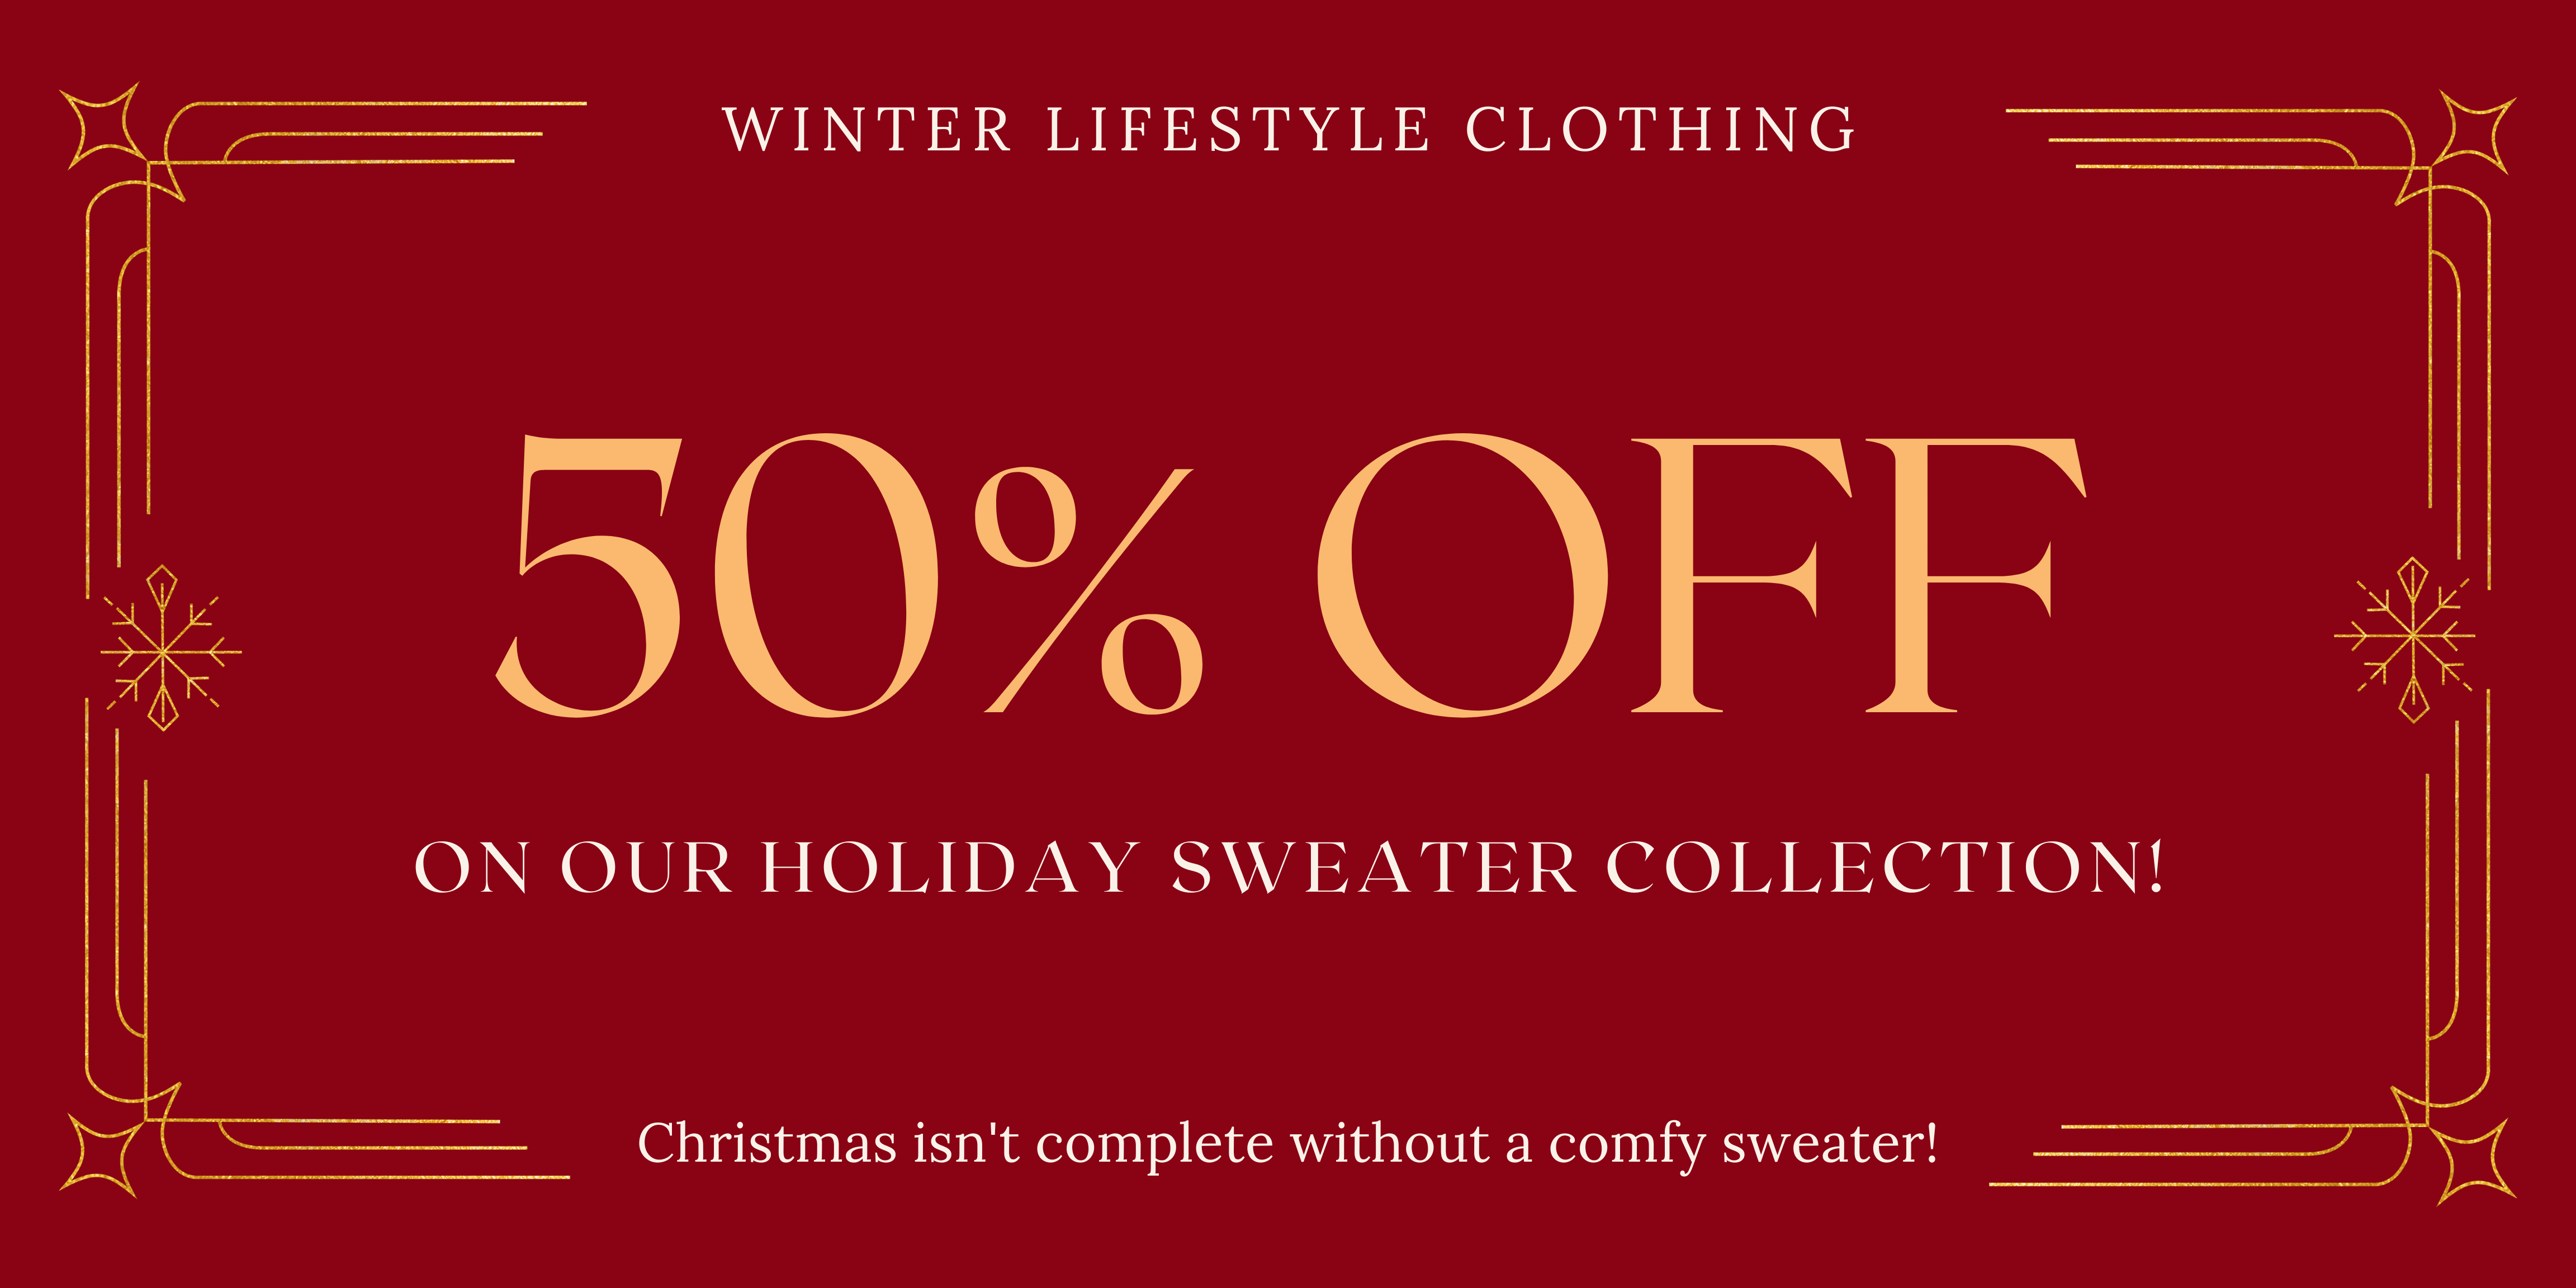 WINTER LIFESTYLE CLOTHING
50% OFF
ON OUR HOLIDAY SWEATER COLLECTION!
Christmas isn't complete without a comfy sweater!